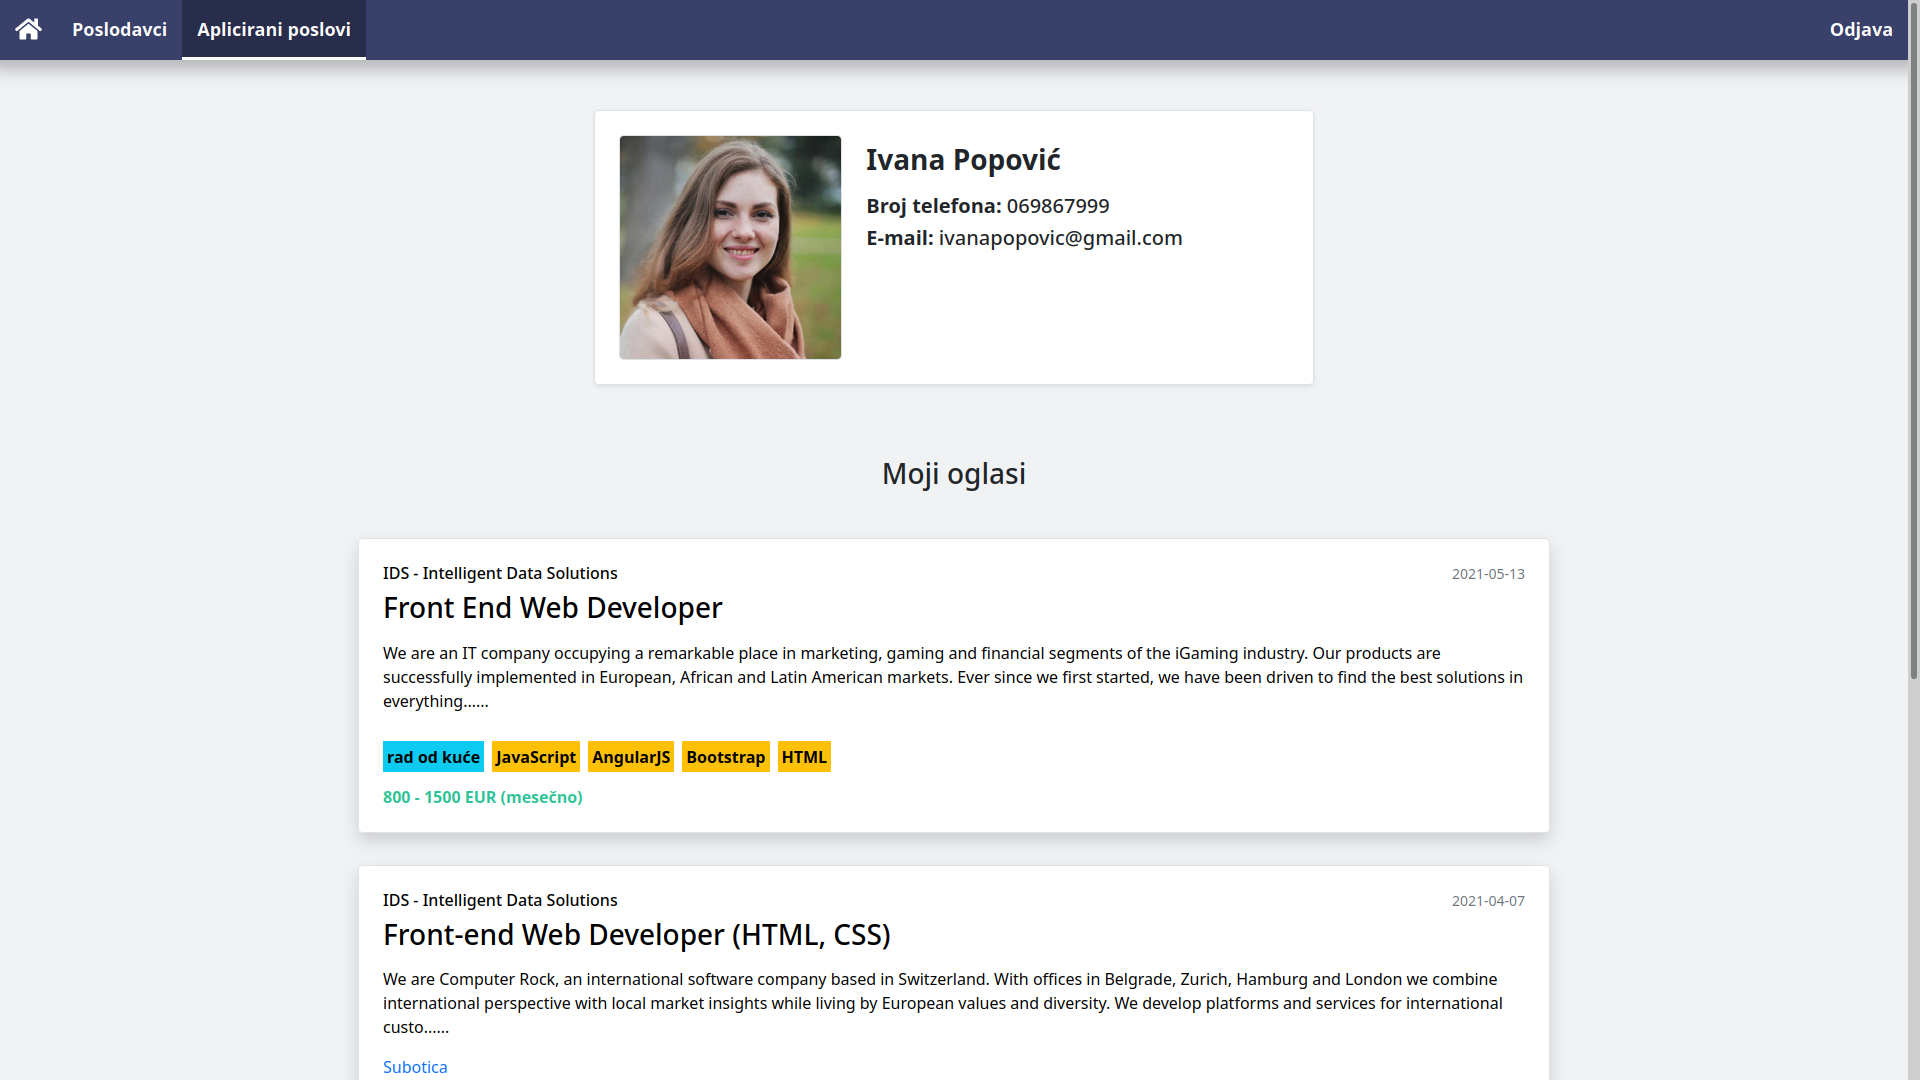 Poslodavci
Aplicirani poslovi
Odjava
Ivana Popović
Broj telefona: 069867999
E-mail: ivanapopovic@gmail.com
Moji oglasi
IDS - Intelligent Data Solutions
2021-05-13
Front End Web Developer
We are an IT company occupying a remarkable place in marketing, gaming and financial segments of the iGaming industry. Our products are
successfully implemented in European, African and Latin American markets. Ever since we first started, we have been driven to find the best solutions in
everything......
rad od kuće JavaScript AngularJS Bootstrap HTML
800 - 1500 EUR (mesečno)
IDS - Intelligent Data Solutions
2021-04-07
Front-end Web Developer (HTML, CSS)
We are Computer Rock, an international software company based in Switzerland. With offices in Belgrade, Zurich, Hamburg and London we combine
international perspective with local market insights while living by European values and diversity. We develop platforms and services for international
custo......
Subotica